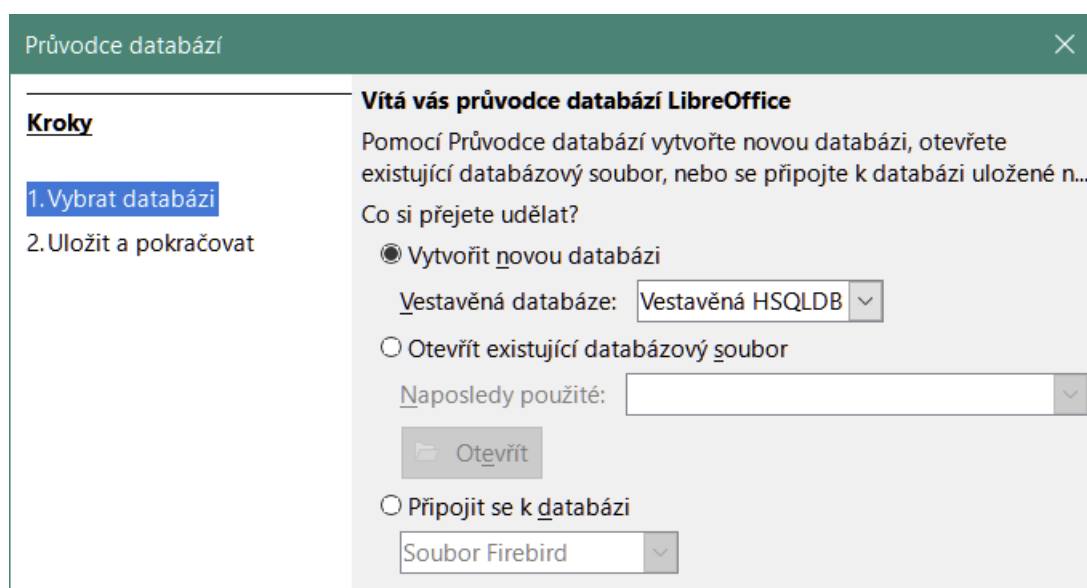 Průvodce databází
Kroky
1. Vybrat databázi
2. Uložit a pokračovat
Vítá vás průvodce databází LibreOffice
Pomocí Průvodce databází vytvořte novou databázi, otevřete
existující databázový soubor, nebo se připojte k databázi uložené n...
Co si přejete udělat?
Vytvořit novou databázi
Vestavěná databáze: Vestavěná HSQLDB
Otevřít existující databázový soubor
Naposledy použité:
Otevřít
Připojit se k databázi
Soubor Firebird